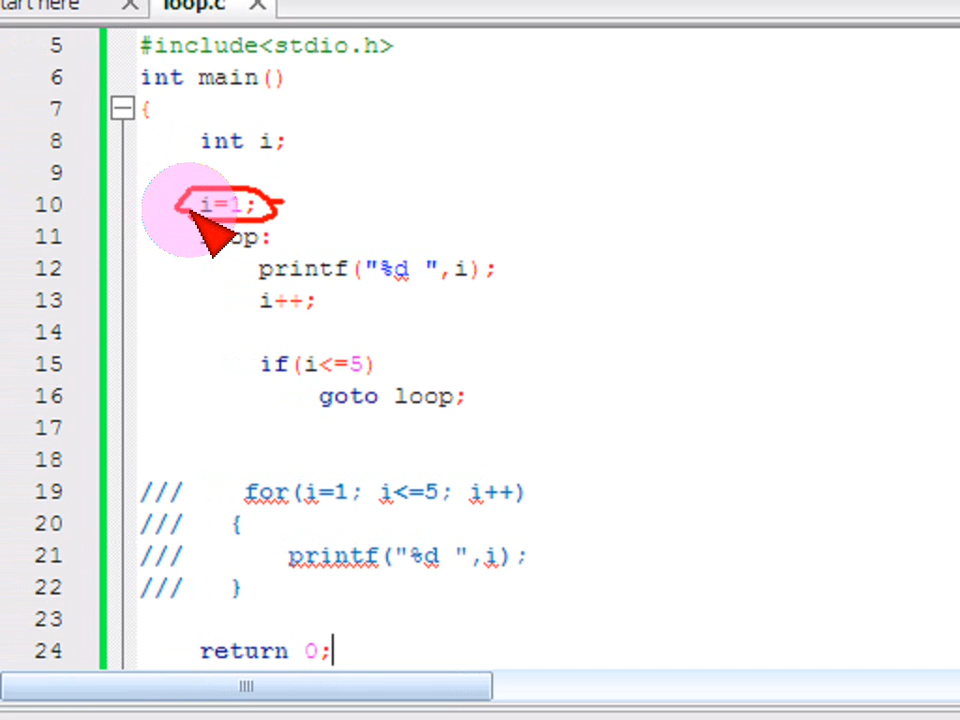 tart here loop.c
5 #include<stdio.h>
6 int main()
7 {
8 int i;
9
10 i=1;
11 loop:
12 printf("%d ",i);
13 i++;
14
15 if(i<=5)
16 goto loop;
17
18
19 /// for(i=1; i<=5; i++)
20 /// {
21 /// printf("%d ",i);
22 /// }
23
24 return 0;